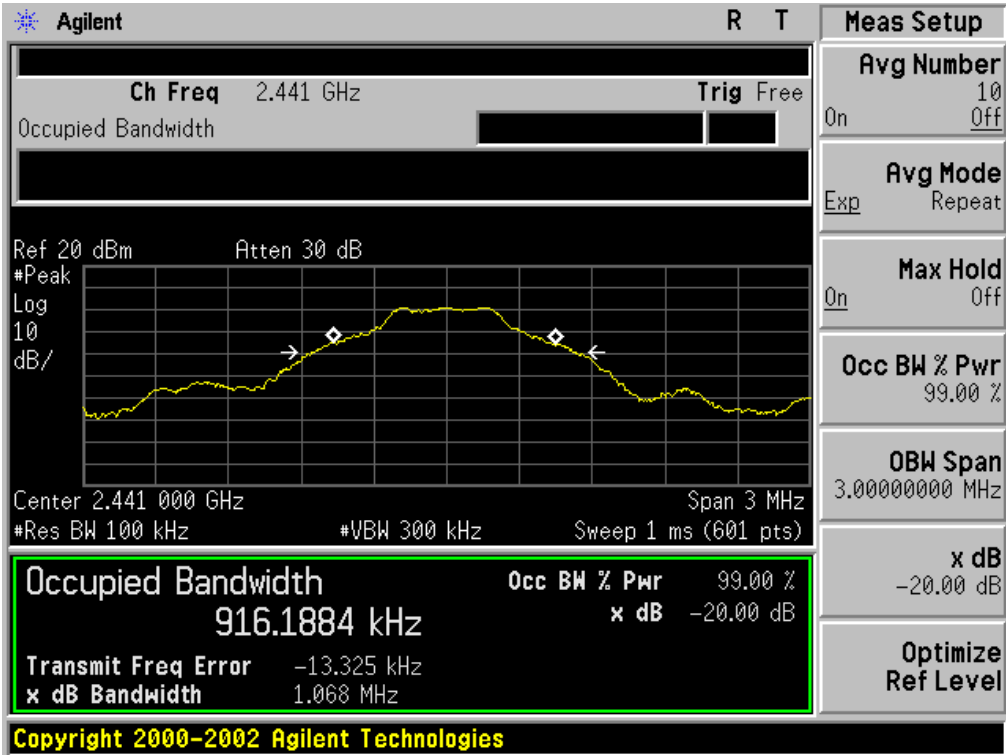 Agilent R T Meas Setup
Ch Freq 2.441 GHz Trig Free
Occupied Bandwidth
Avg Number
10
On Off
Avg Mode
Exp Repeat
Max Hold
On Off
Occ BW % Pwr
99.00 %
OBW Span
3.00000000 MHz
x dB
-20.00 dB
Optimize
Ref Level
Ref 20 dBm Atten 30 dB
#Peak
Log
10
dB/
Center 2.441 000 GHz Span 3 MHz
#Res BW 100 kHz #VBW 300 kHz Sweep 1 ms (601 pts)
Occupied Bandwidth Occ BW % Pwr 99.00 %
916.1884 kHz x dB -20.00 dB
Transmit Freq Error -13.325 kHz
x dB Bandwidth 1.068 MHz
Copyright 2000-2002 Agilent Technologies